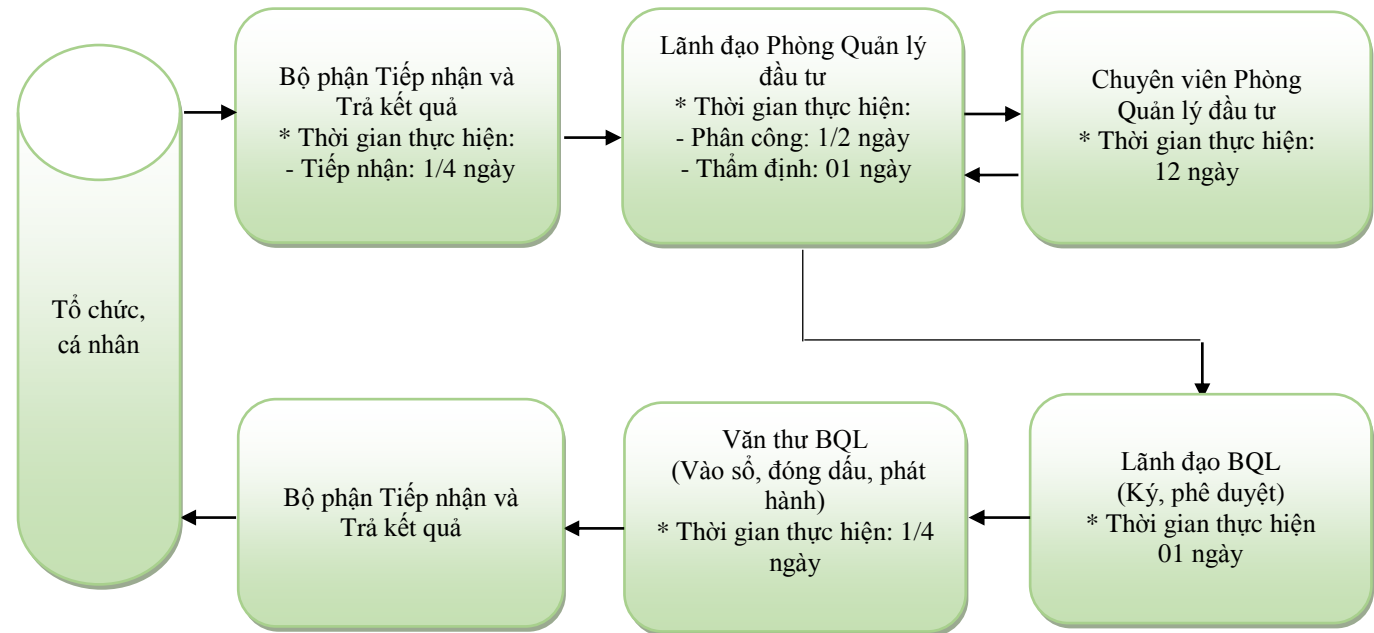 Tổ chức,
cá nhân
Bộ phận Tiếp nhận và
Trả kết quả
* Thời gian thực hiện:
- Tiếp nhận: 1/4 ngày
Lãnh đạo Phòng Quản lý
đầu tư
* Thời gian thực hiện:
- Phân công: 1/2 ngày
- Thẩm định: 01 ngày
Chuyên viên Phòng
Quản lý đầu tư
* Thời gian thực hiện:
12 ngày
Lãnh đạo BQL
(Ký, phê duyệt)
* Thời gian thực hiện
01 ngày
Văn thư BQL
(Vào sổ, đóng dấu, phát
hành)
* Thời gian thực hiện: 1/4
ngày
Bộ phận Tiếp nhận và
Trả kết quả